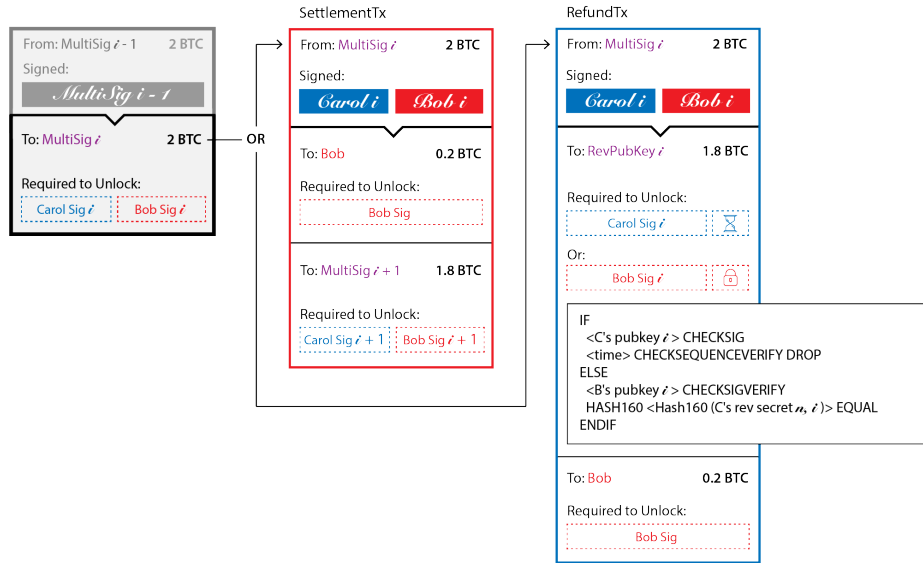 SettlementTx
RefundTx
From: MultiSig i - 1 2 BTC
Signed:
MultiSig i - 1
To: MultiSig i 2 BTC
OR
Required to Unlock:
Carol Sig i Bob Sig i
From: MultiSig i 2 BTC
Signed:
Carol i Bob i
To: Bob 0.2 BTC
Required to Unlock:
Bob Sig
To: MultiSig i + 1 1.8 BTC
Required to Unlock:
Carol Sig i + 1 Bob Sig i + 1
From: MultiSig i 2 BTC
Signed:
Carol i Bob i
To: RevPubKey i 1.8 BTC
Required to Unlock:
Carol Sig i
Or:
Bob Sig i
IF
<C's pubkey i > CHECKSIG
<time> CHECKSEQUENCEVERIFY DROP
ELSE
<B's pubkey i > CHECKSIGVERIFY
HASH160 <Hash160 (C's rev secret n, i )> EQUAL
ENDIF
To: Bob 0.2 BTC
Required to Unlock:
Bob Sig